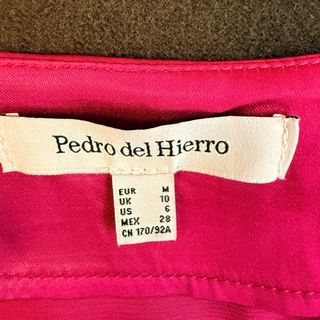 Pedro del Hierro
EUR M
UK 10
US 6
MEX 28
CN 170/92A